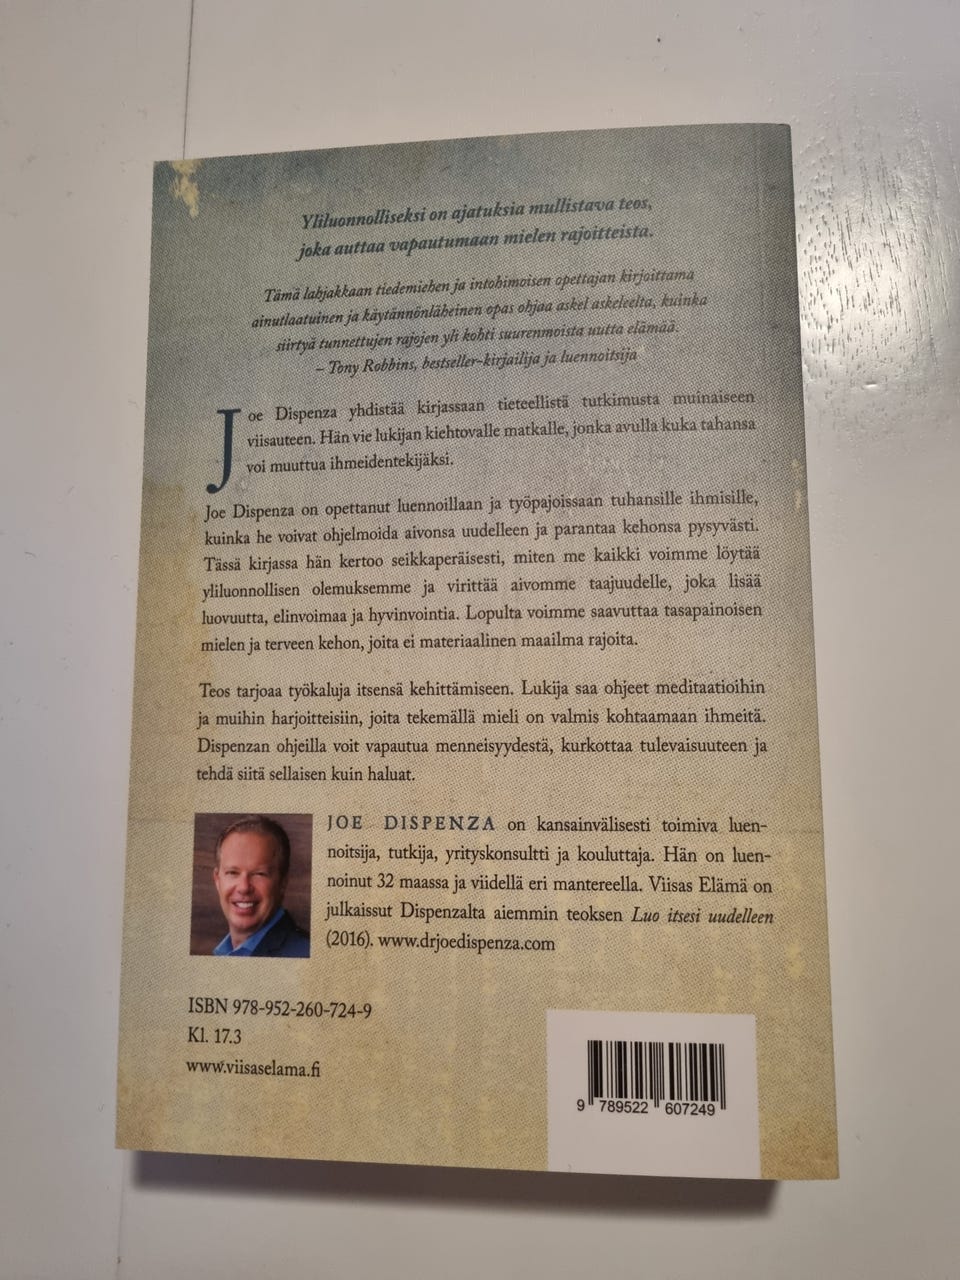 Yliluonnolliseksi on ajatuksia mullistava teos,
joka auttaa vapautumaan mielen rajoitteista.
Tämä lahjakkaan tiedemiehen ja intohimoisen opettajan kirjoittama
ainutlaatuinen ja käytännönläheinen opas ohjaa askel askeleelta, kuinka
siirtyä tunnettujen rajojen yli kohti suurenmoista uutta elämää.
– Tony Robbins, bestseller-kirjailija ja luennoitsija
Joe Dispenza yhdistää kirjassaan tieteellistä tutkimusta muinaiseen
viisauteen. Hän vie lukijan kiehtovalle matkalle, jonka avulla kuka tahansa
voi muuttua ihmeidentekijäksi.
Joe Dispenza on opettanut luennoillaan ja työpajoissaan tuhansille ihmisille,
kuinka he voivat ohjelmoida aivonsa uudelleen ja parantaa kehonsa pysyvästi.
Tässä kirjassa hän kertoo seikkaperäisesti, miten me kaikki voimme löytää
yliluonnollisen olemuksemme ja virittää aivomme taajuudelle, joka lisää
luovuutta, elinvoimaa ja hyvinvointia. Lopulta voimme saavuttaa tasapainoisen
mielen ja terveen kehon, joita ei materiaalinen maailma rajoita.
Teos tarjoaa työkaluja itsensä kehittämiseen. Lukija saa ohjeet meditaatioihin
ja muihin harjoitteisiin, joita tekemällä mieli on valmis kohtaamaan ihmeitä.
Dispenzan ohjeilla voit vapautua menneisyydestä, kurkottaa tulevaisuuteen ja
tehdä siitä sellaisen kuin haluat.
JOE DISPENZA on kansainvälisesti toimiva luen-
noitsija, tutkija, yrityskonsultti ja kouluttaja. Hän on luen-
noinut 32 maassa ja viidellä eri mantereella. Viisas Elämä on
julkaissut Dispenzalta aiemmin teoksen Luo itsesi uudelleen
(2016). www.drjoedispenza.com
ISBN 978-952-260-724-9
Kl. 17.3
www.viisaselama.fi
9 789522 607249